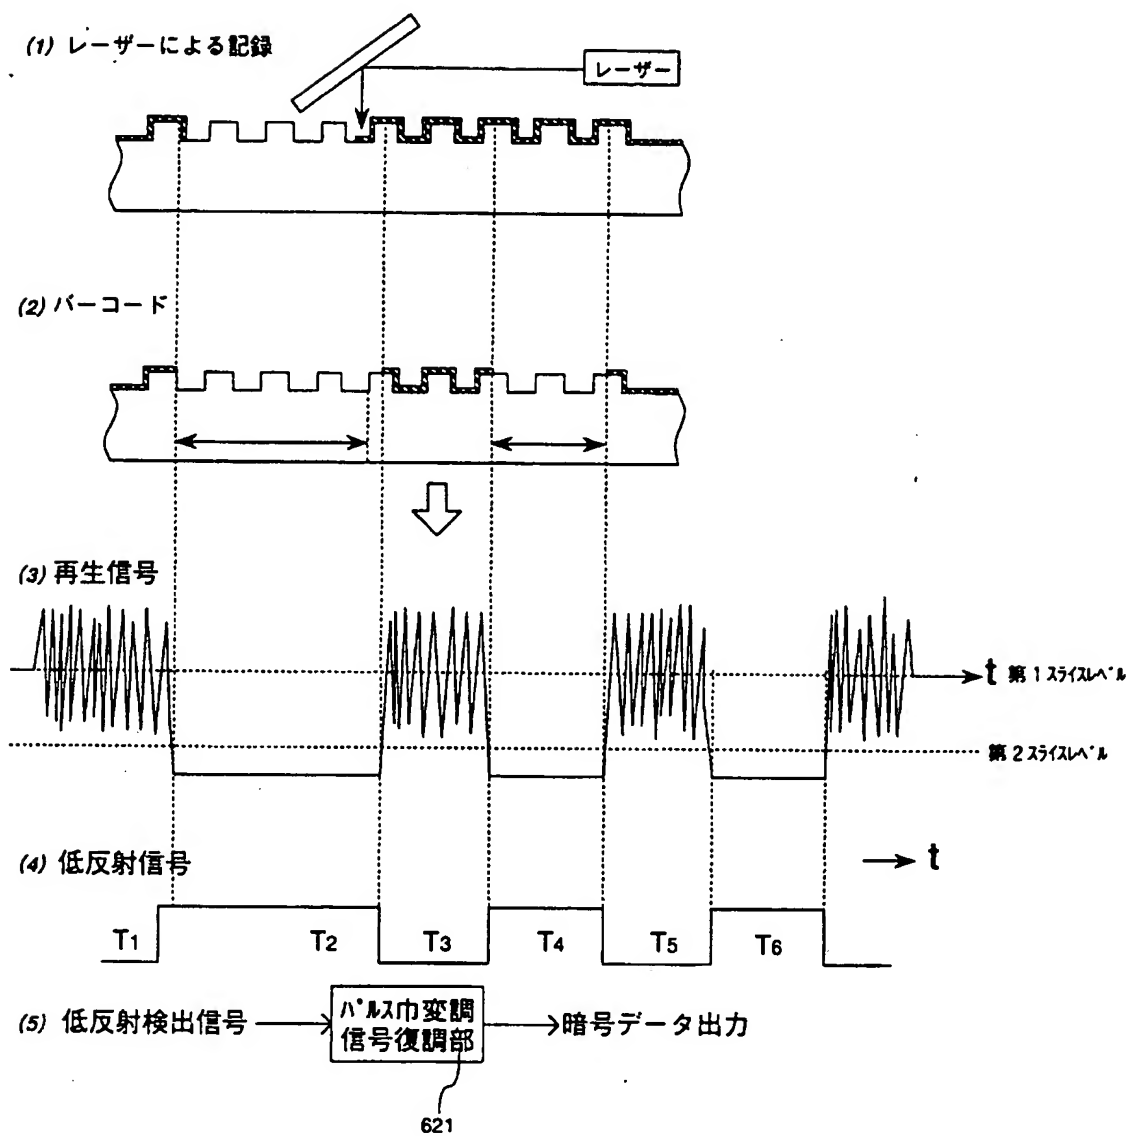 (1) レーザーによる記録
レーザー
(2) バーコード
(3) 再生信号
t 第1スライスレベル
第2スライスレベル
(4) 低反射信号
t
T1 T2 T3 T4 T5 T6
(5) 低反射検出信号
パルス巾変調
信号復調部
暗号データ出力
621